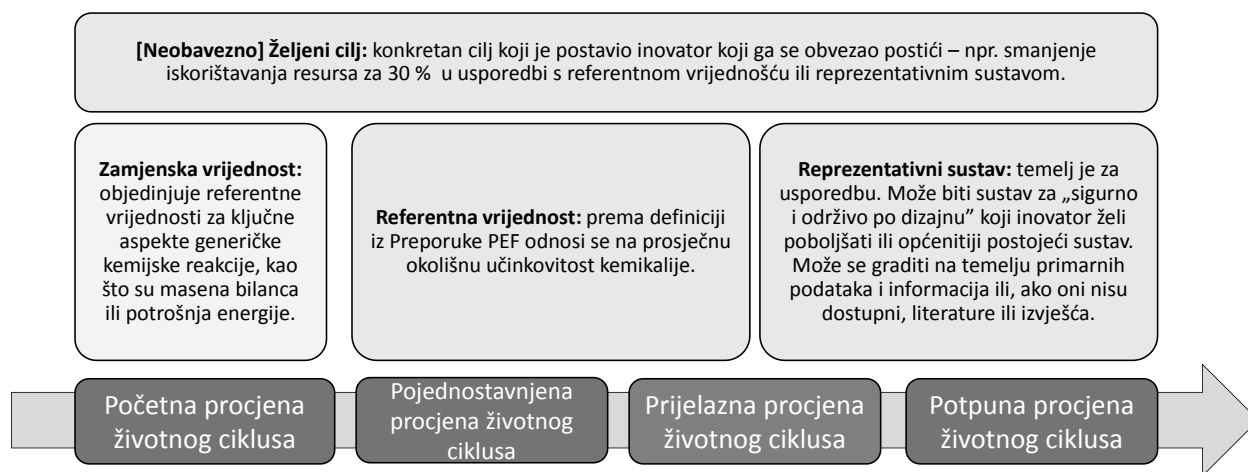 [Neobavezno] Željeni cilj: konkretan cilj koji je postavio inovator koji ga se obvezao postići – npr. smanjenje
iskorištavanja resursa za 30 % u usporedbi s referentnom vrijednošću ili reprezentativnim sustavom.
Zamjenska vrijednost:
objedinjuje referentne
vrijednosti za ključne
aspekte generičke
kemijske reakcije, kao
što su masena bilanca
ili potrošnja energije.
Referentna vrijednost: prema definiciji
iz Preporuke PEF odnosi se na prosječnu
okolišnu učinkovitost kemikalije.
Reprezentativni sustav: temelj je za
usporedbu. Može biti sustav za „sigurno
i održivo po dizajnu” koji inovator želi
poboljšati ili općenitiji postojeći sustav.
Može se graditi na temelju primarnih
podataka i informacija ili, ako oni nisu
dostupni, literature ili izvješća.
Početna procjena
životnog ciklusa
Pojednostavnjena
procjena životnog
ciklusa
Prijelazna procjena
životnog ciklusa
Potpuna procjena
životnog ciklusa